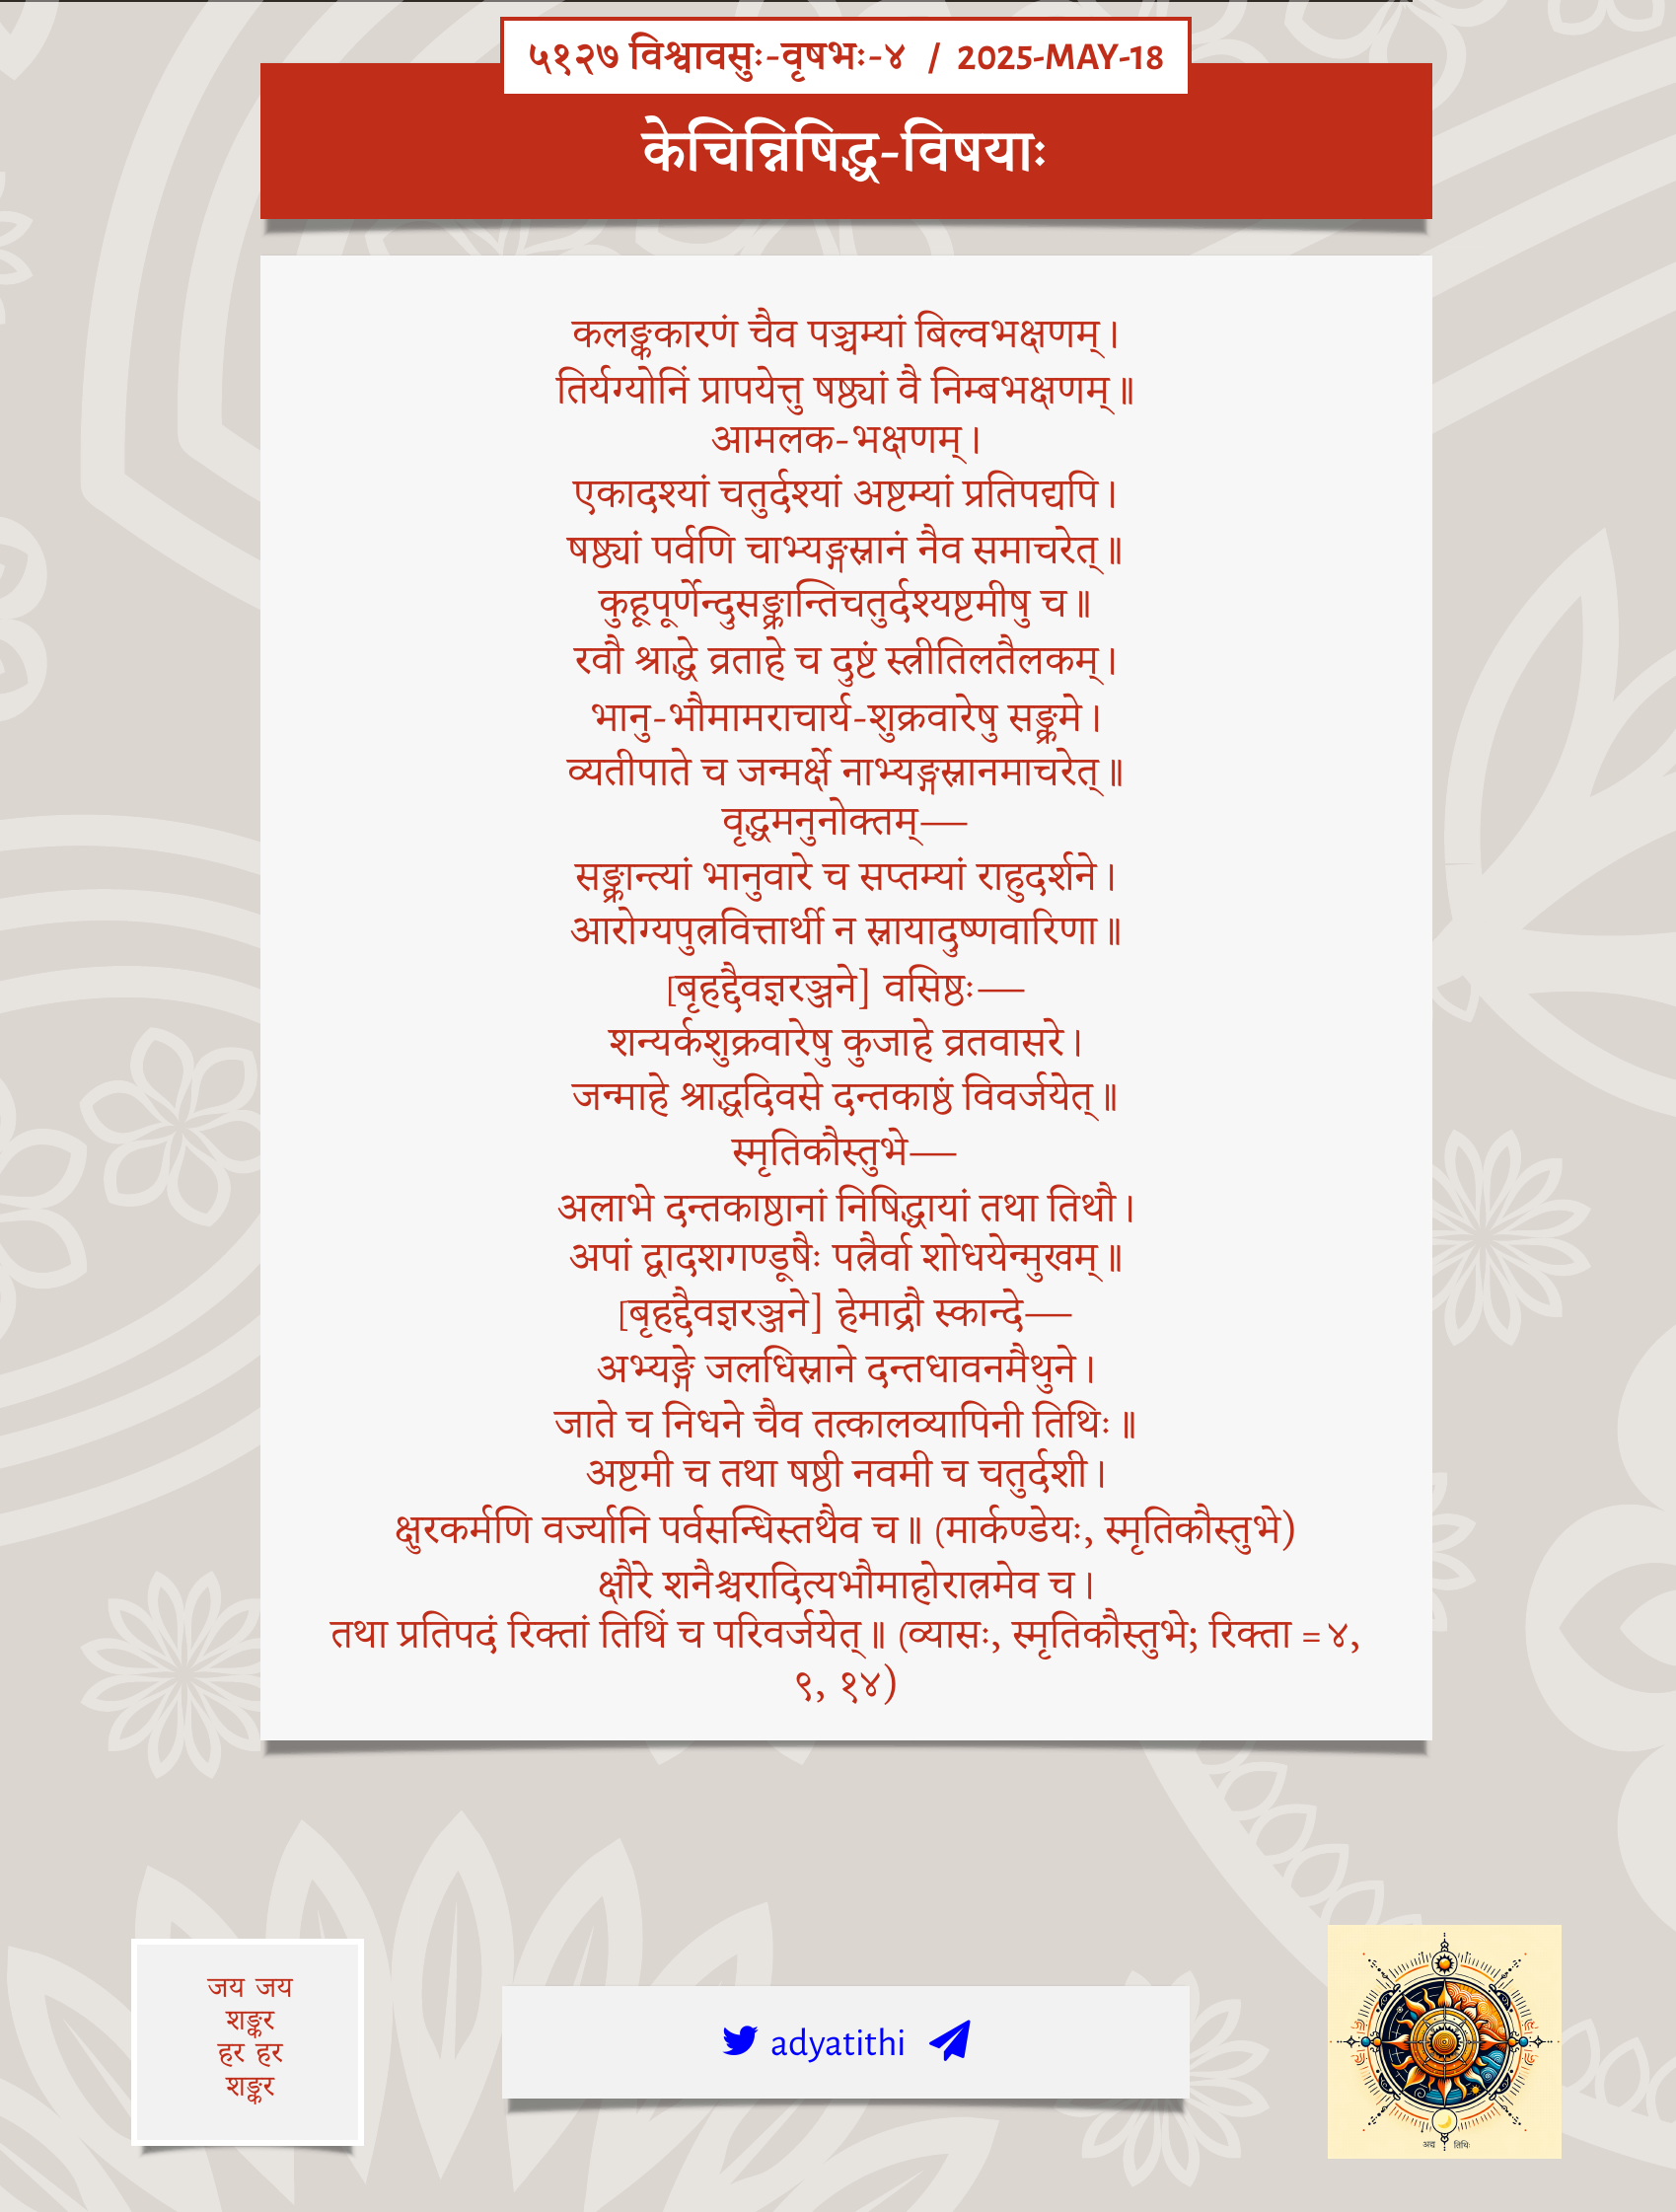 ५१२७ विश्वावसुः-वृषभः-४ / 2025-MAY-18
केचिन्निषिद्ध-विषयाः
कलङ्ककारणं चैव पञ्चम्यां बिल्वभक्षणम्।
तिर्यग्योनिं प्रापयेत्तु षष्ठ्यां वै निम्बभक्षणम्॥
आमलक-भक्षणम्।
एकादश्यां चतुर्दश्यां अष्टम्यां प्रतिपद्यपि।
षष्ठ्यां पर्वणि चाभ्यङ्गस्नानं नैव समाचरेत्॥
कुहूपूर्णेन्दुसङ्क्रान्तिचतुर्दश्यष्टमीषु च॥
रवौ श्राद्धे व्रताहे च दुष्टं स्त्रीतिलतैलकम्।
भानु-भौमामराचार्य-शुक्रवारेषु सङ्क्रमे।
व्यतीपाते च जन्मर्क्षे नाभ्यङ्गस्नानमाचरेत्॥
वृद्धमनुनोक्तम्—
सङ्क्रान्त्यां भानुवारे च सप्तम्यां राहुदर्शने।
आरोग्यपुत्रवित्तार्थी न स्नायादुष्णवारिणा॥
[बृहद्दैवज्ञरञ्जने] वसिष्ठः—
शन्यर्कशुक्रवारेषु कुजाहे व्रतवासरे।
जन्माहे श्राद्धदिवसे दन्तकाष्ठं विवर्जयेत्॥
स्मृतिकौस्तुभे—
अलाभे दन्तकाष्ठानां निषिद्धायां तथा तिथौ।
अपां द्वादशगण्डूषैः पत्रैर्वा शोधयेन्मुखम्॥
[बृहद्दैवज्ञरञ्जने] हेमाद्रौ स्कान्दे—
अभ्यङ्गे जलधिस्नाने दन्तधावनमैथुने।
जाते च निधने चैव तत्कालव्यापिनी तिथिः॥
अष्टमी च तथा षष्ठी नवमी च चतुर्दशी।
क्षुरकर्मणि वर्ज्यानि पर्वसन्धिस्तथैव च॥ (मार्कण्डेयः, स्मृतिकौस्तुभे)
क्षौरे शनैश्चरादित्यभौमाहोरात्रमेव च।
तथा प्रतिपदं रिक्तां तिथिं च परिवर्जयेत्॥ (व्यासः, स्मृतिकौस्तुभे; रिक्ता = ४,
९, १४)
जय जय
शङ्कर
हर हर
शङ्कर
adyatithi
अद्य तिथिः